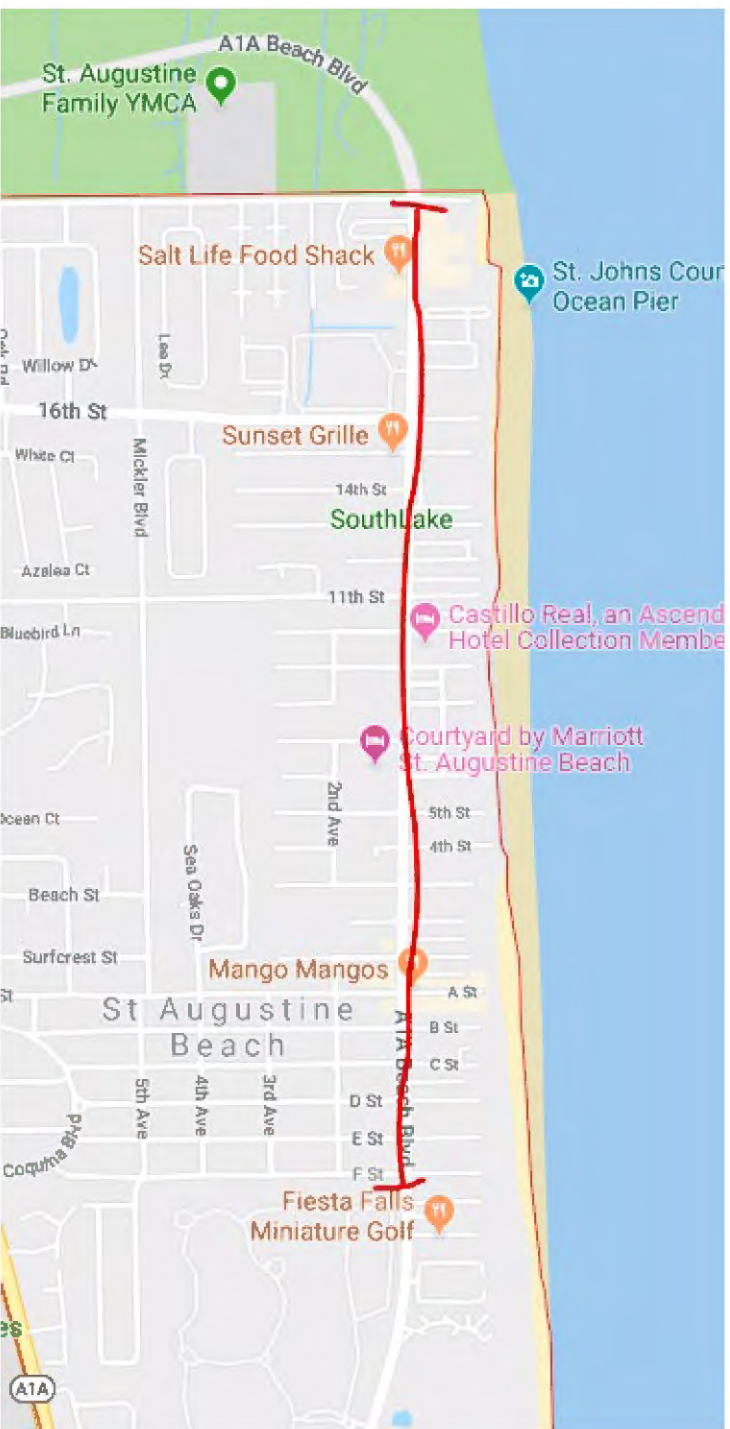 A1A Beach Blvd
St. Augustine
Family YMCA
Salt Life Food Shack
St. Johns Coun
Ocean Pier
Lee Dr
Willow Dr
16th St
Sunset Grille
White Ct
Mickler Blvd
14th St
SouthLake
Azalea Ct
11th St
Castillo Real, an Ascend
Hotel Collection Membe
Bluebird Ln
Courtyard by Marriott
St. Augustine Beach
2nd Ave
5th St
Ocean Ct
4th St
Sea Oaks Dr
Beach St
Surfcrest St
Mango Mangos
St
A St
St Augustine
Beach
B St
A1A Beach Blvd
C St
5th Ave
4th Ave
3rd Ave
D St
E St
Coquina Blvd
F St
Fiesta Falls
Miniature Golf
es
A1A